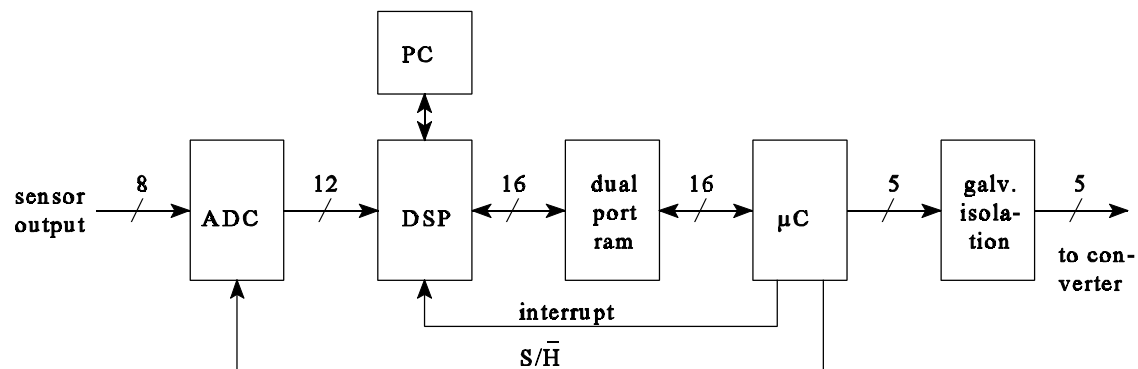 PC
8
12
16
16
5
5
sensor
output
ADC
DSP
dual
port
ram
µC
galv.
isola-
tion
to con-
verter
interrupt
S/H̅